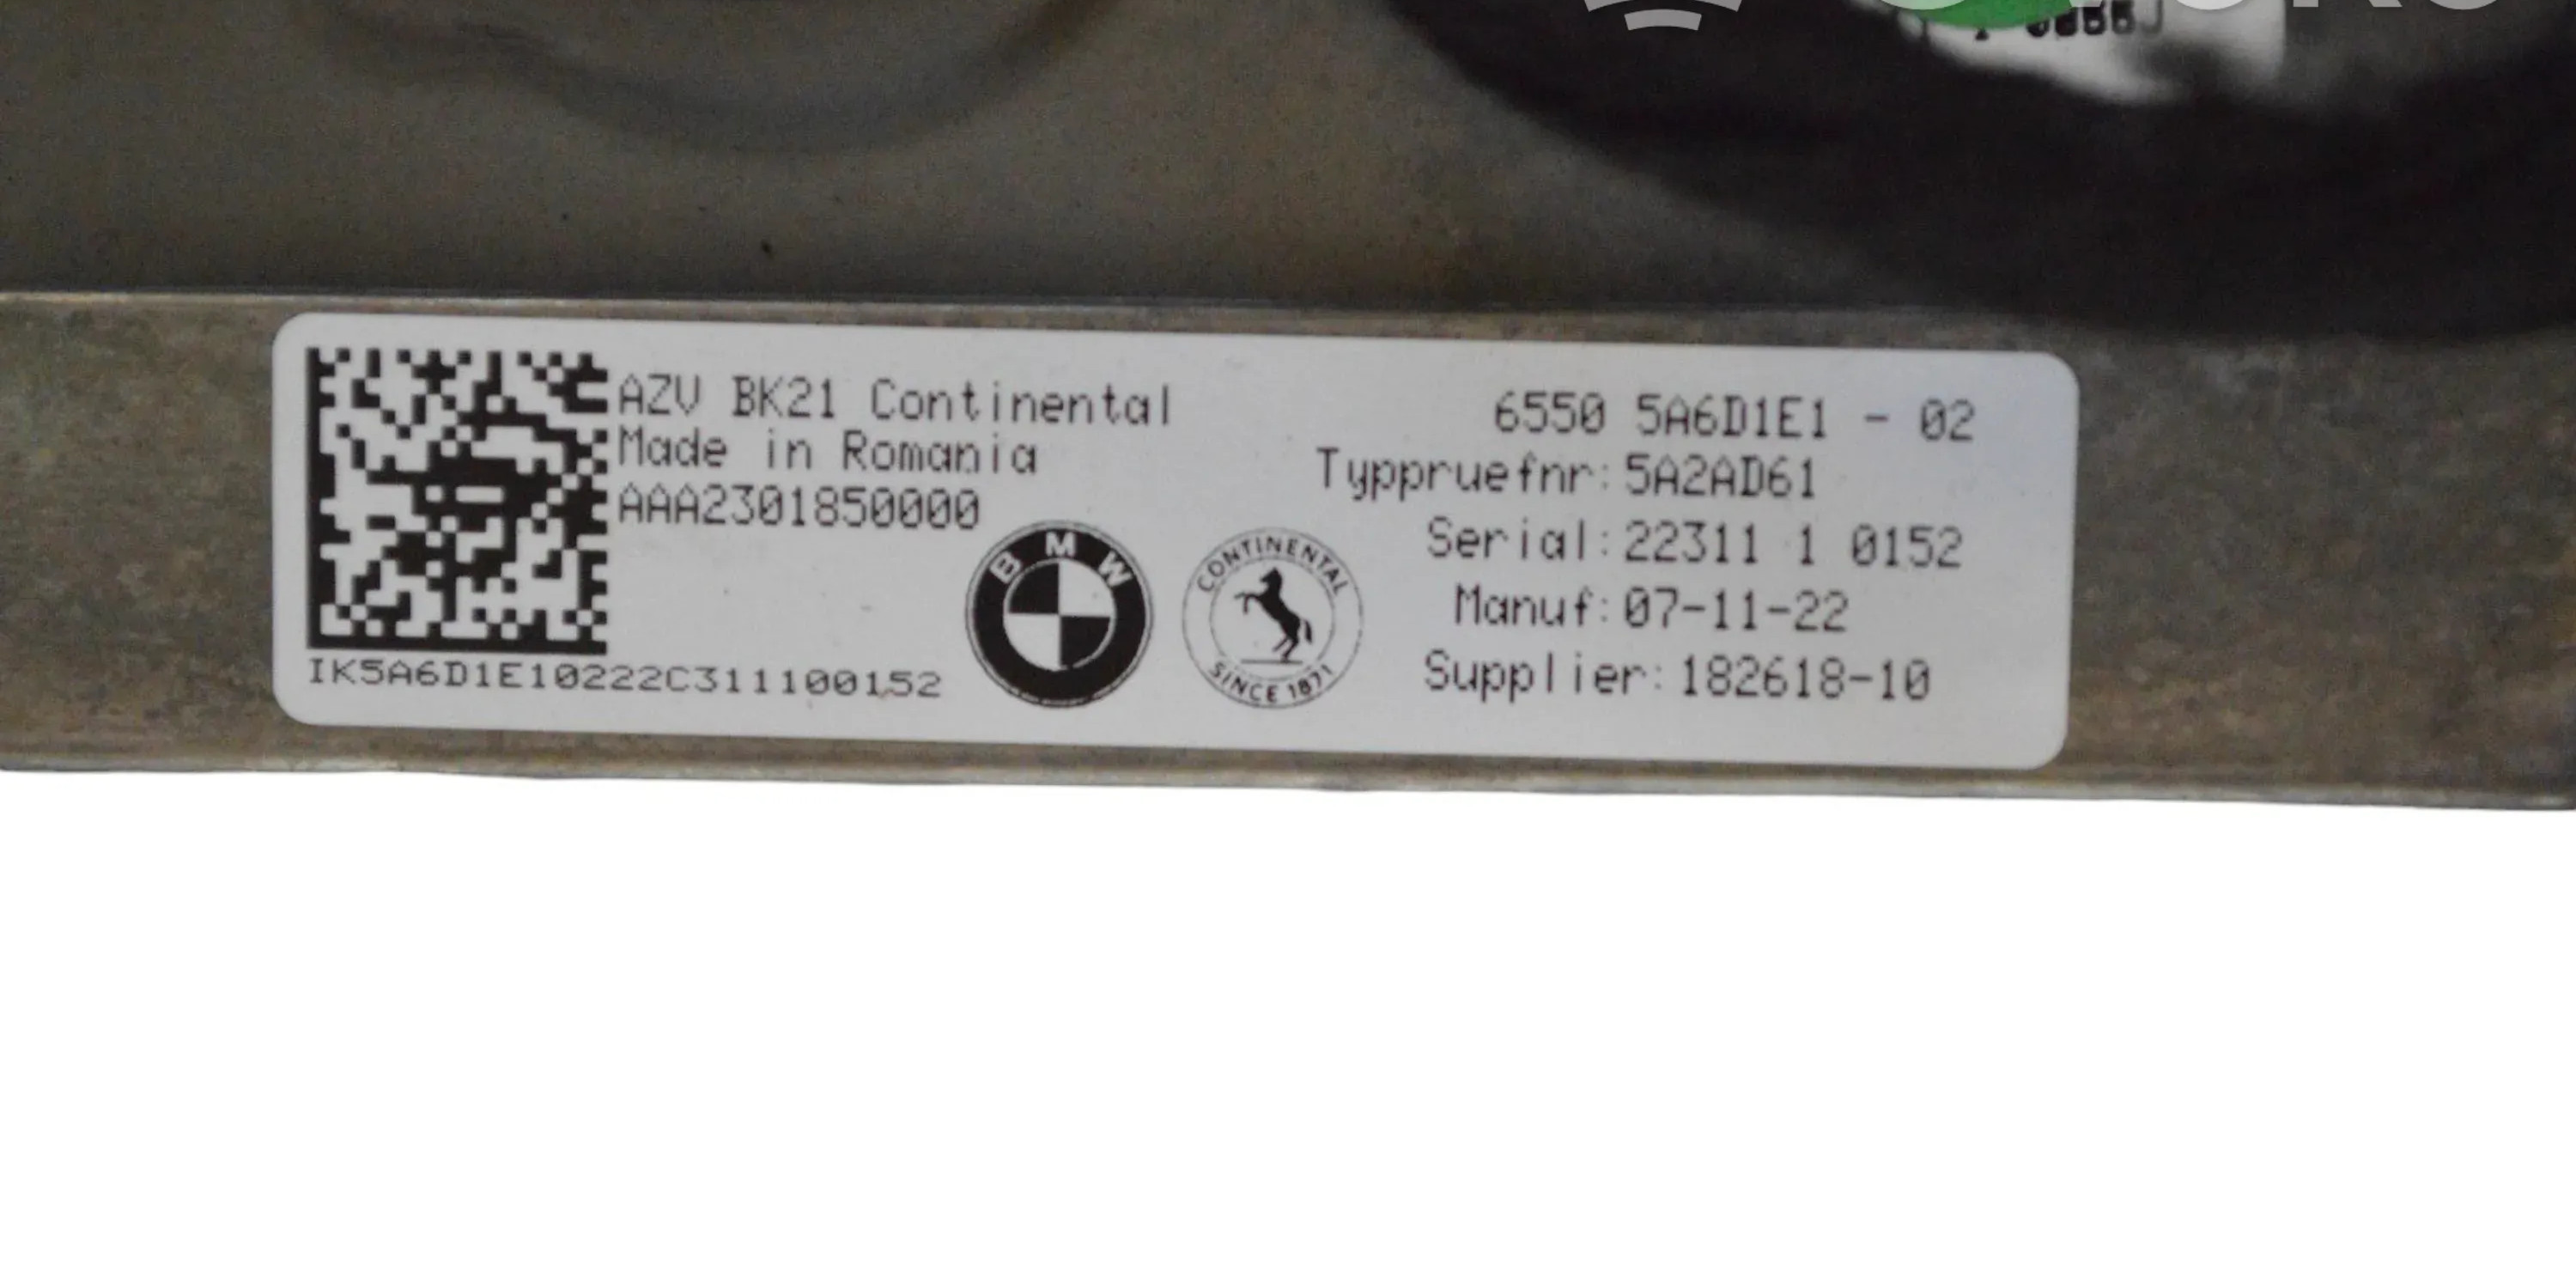 AZV BK21 Continental
Made in Romania
AAA2301850000
IK5A6D1E10222C311100152
BMW
CONTINENTAL
SINCE 1871
6550 5A6D1E1 - 02
Typpruefnr: 5A2AD61
Serial: 22311 1 0152
Manuf: 07-11-22
Supplier: 182618-10